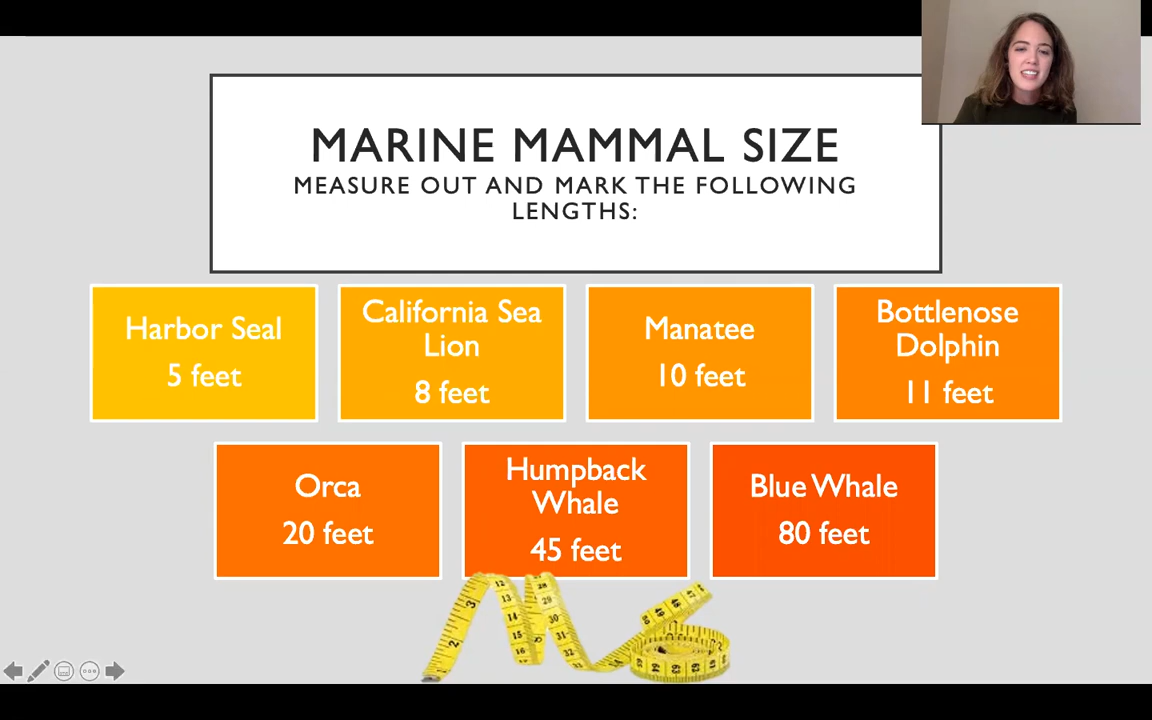 MARINE MAMMAL SIZE
MEASURE OUT AND MARK THE FOLLOWING
LENGTHS:
Harbor Seal
5 feet
California Sea
Lion
8 feet
Manatee
10 feet
Bottlenose
Dolphin
11 feet
Orca
20 feet
Humpback
Whale
45 feet
Blue Whale
80 feet